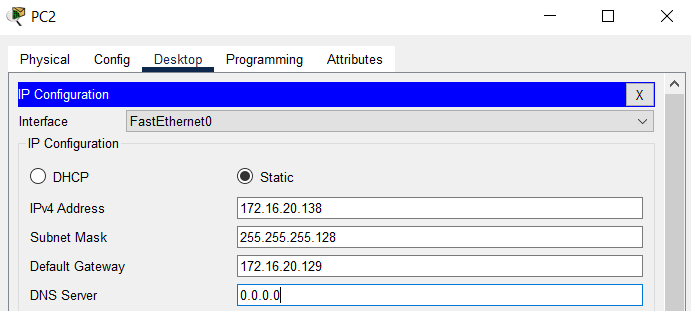 PC2
Physical Config Desktop Programming Attributes
IP Configuration X
Interface FastEthernet0
IP Configuration
DHCP Static
IPv4 Address 172.16.20.138
Subnet Mask 255.255.255.128
Default Gateway 172.16.20.129
DNS Server 0.0.0.0